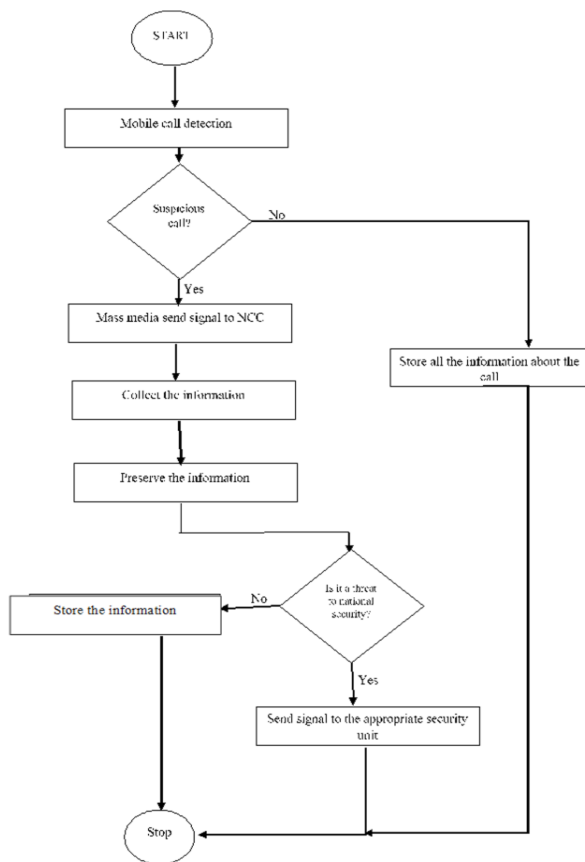 START
Mobile call detection
Suspicious
call?
No
Yes
Mass media send signal to NCC
Store all the information about the
call
Collect the information
Preserve the information
Is it a threat
to national
security?
No
Store the information
Yes
Send signal to the appropriate security
unit
Stop